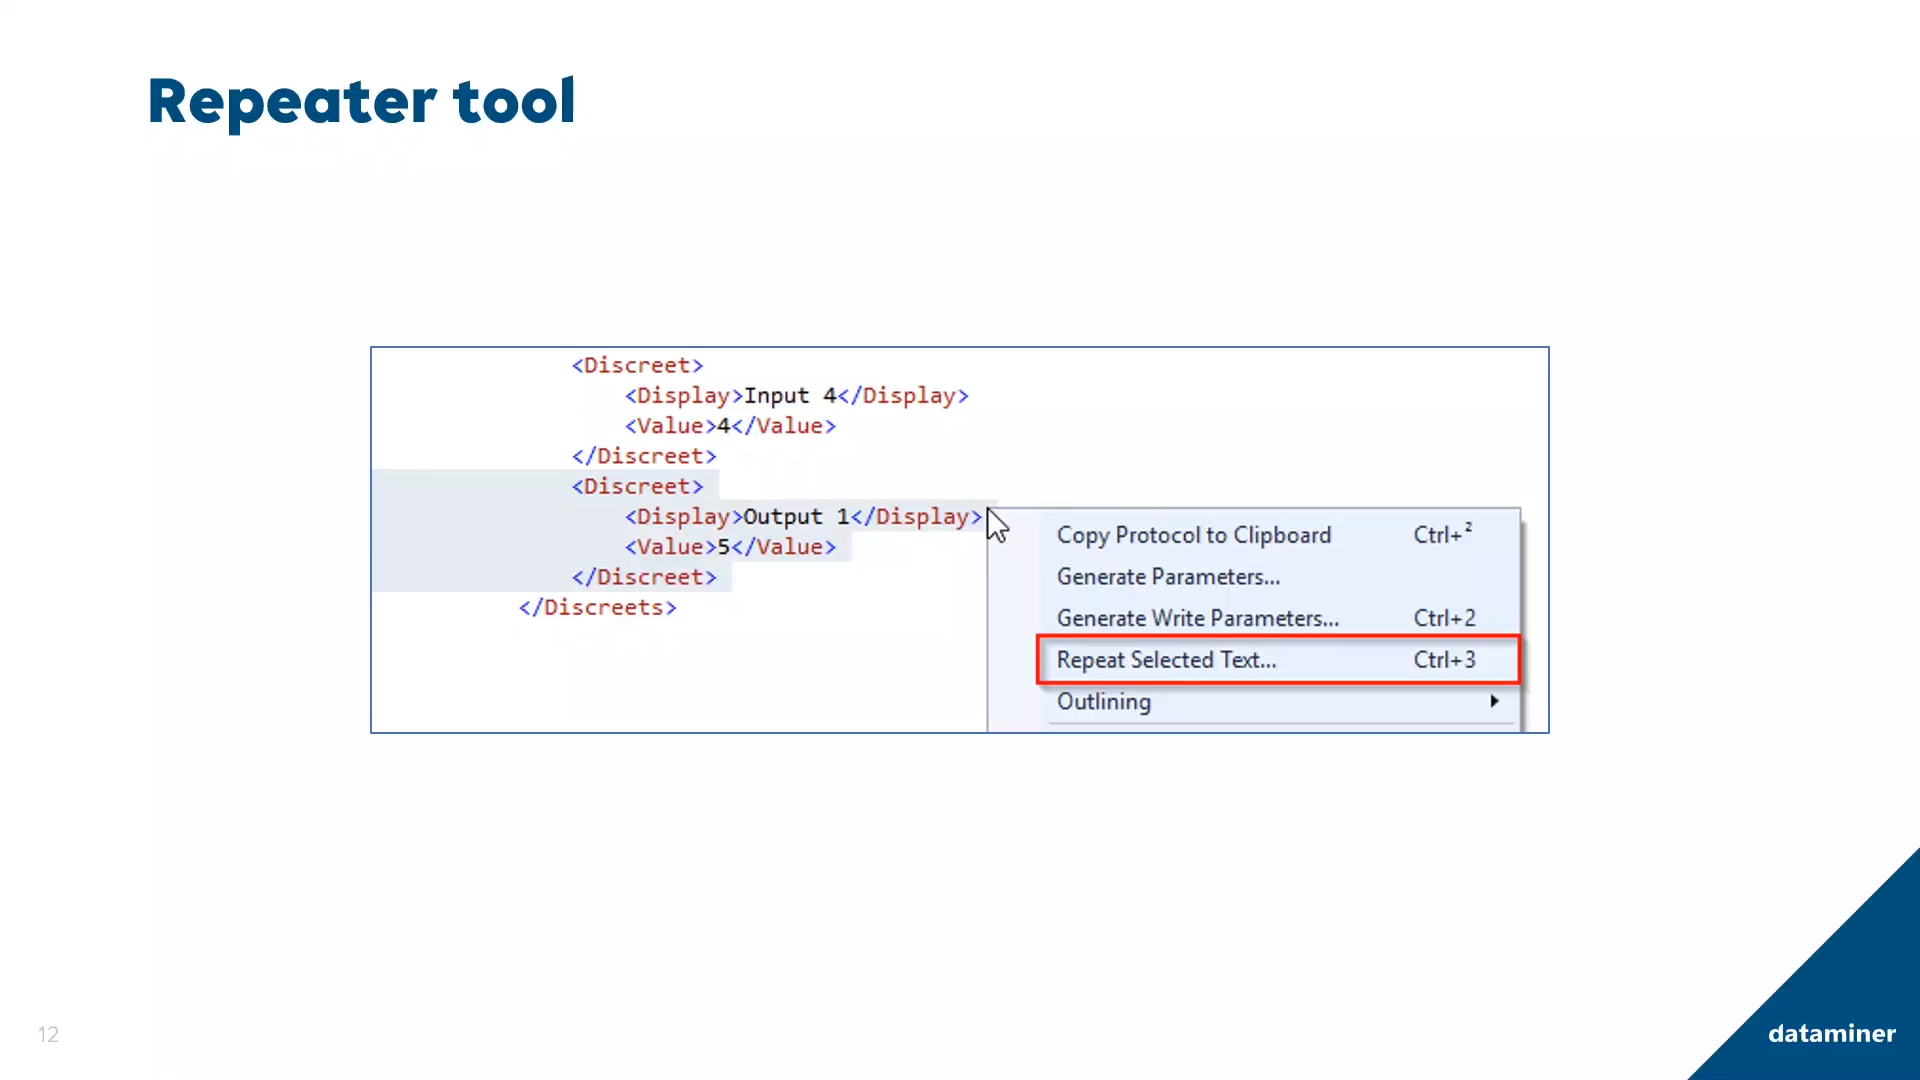 Repeater tool
<Discreet>
<Display>Input 4</Display>
<Value>4</Value>
</Discreet>
<Discreet>
<Display>Output 1</Display>
<Value>5</Value>
</Discreet>
</Discreets>
Copy Protocol to Clipboard Ctrl+²
Generate Parameters...
Generate Write Parameters... Ctrl+2
Repeat Selected Text... Ctrl+3
Outlining
12
dataminer